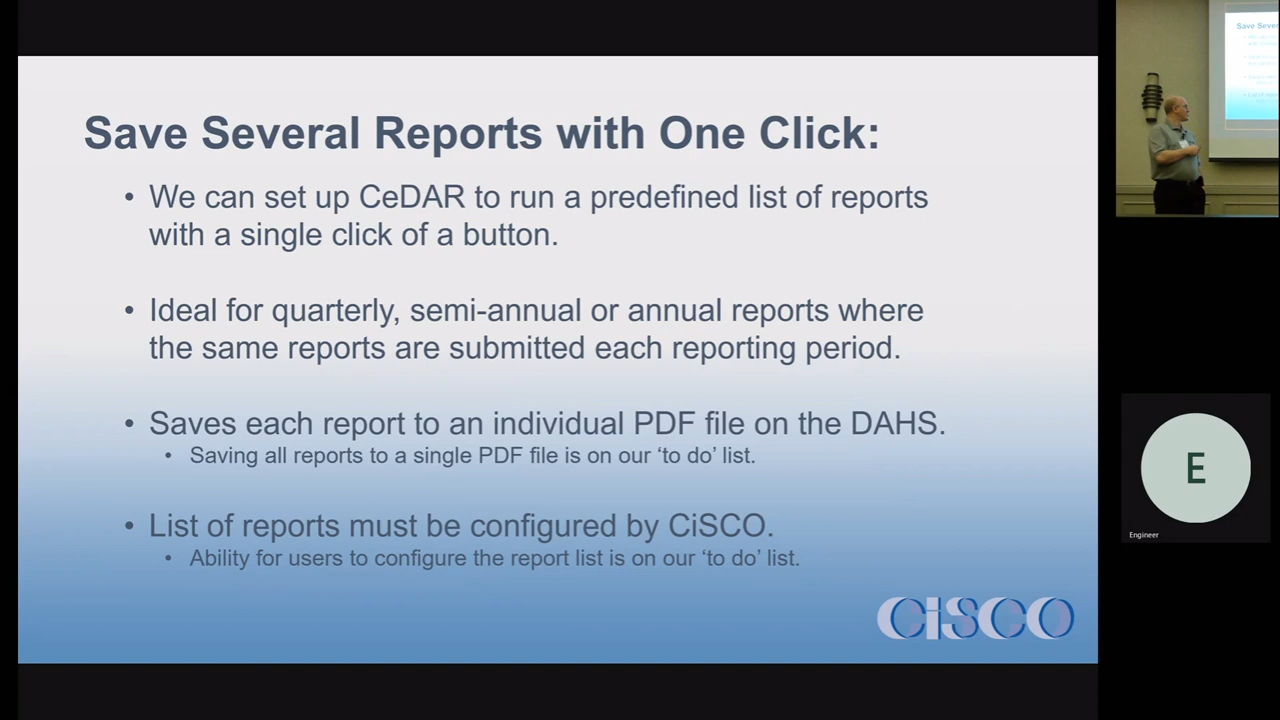 Save Several Reports with One Click:
• We can set up CeDAR to run a predefined list of reports
with a single click of a button.
• Ideal for quarterly, semi-annual or annual reports where
the same reports are submitted each reporting period.
• Saves each report to an individual PDF file on the DAHS.
• Saving all reports to a single PDF file is on our ‘to do’ list.
• List of reports must be configured by CiSCO.
• Ability for users to configure the report list is on our ‘to do’ list.
CiSCO
Save Seve
E
Engineer